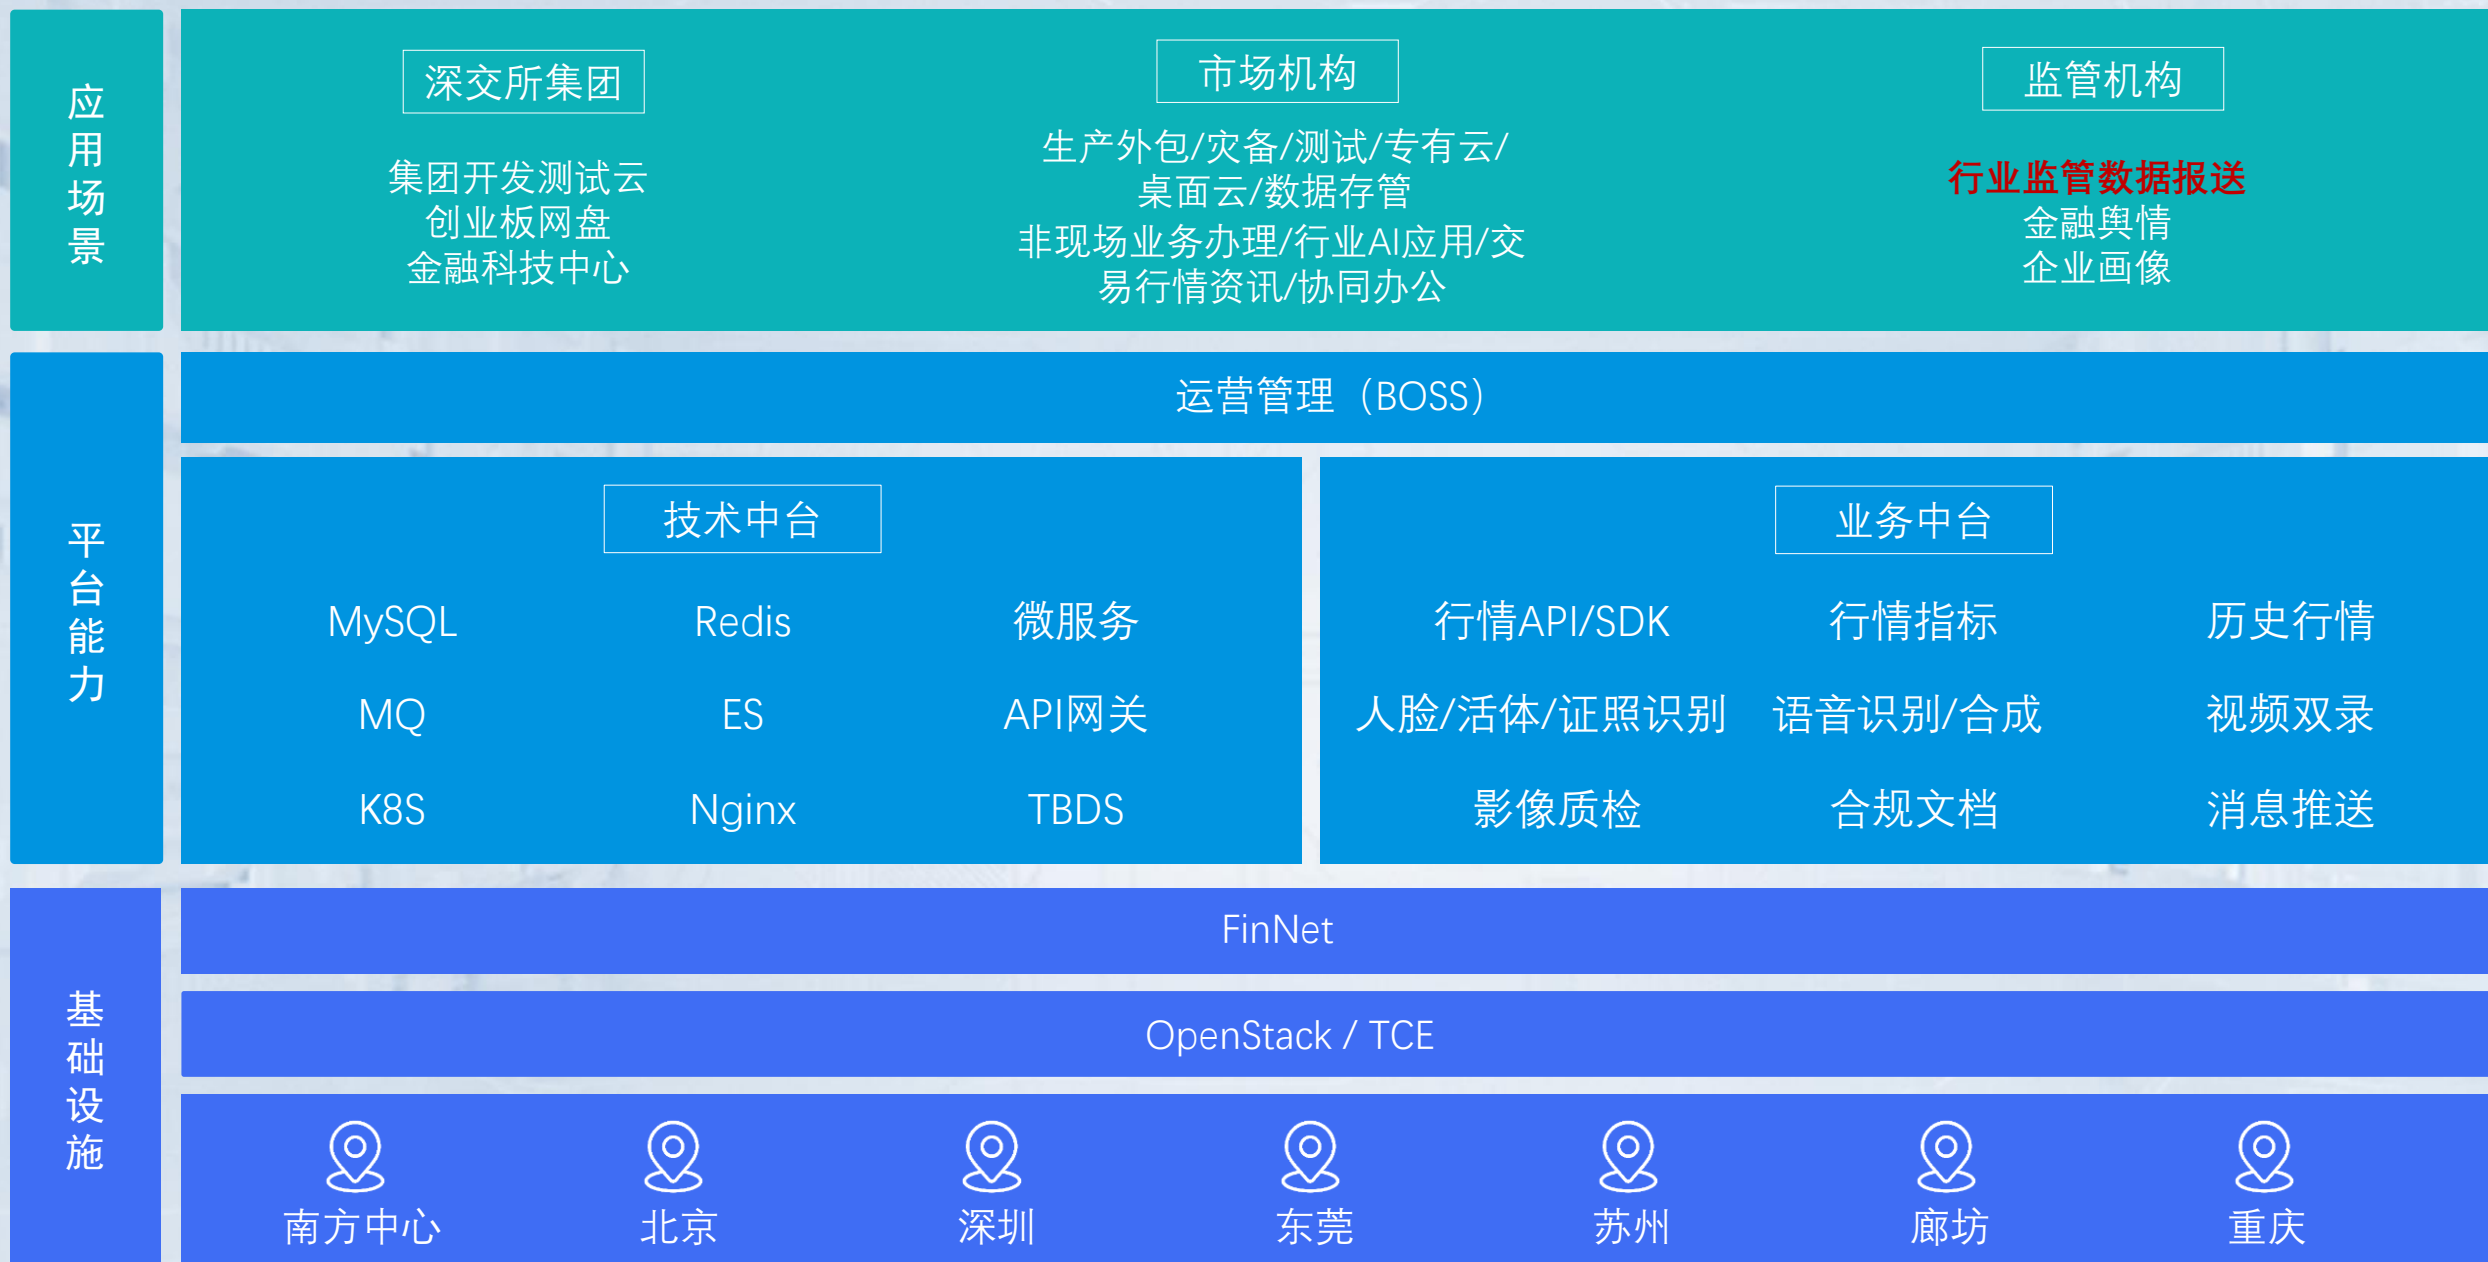 应用场景
深交所集团
集团开发测试云
创业板网盘
金融科技中心
市场机构
生产外包/灾备/测试/专有云/
桌面云/数据存管
非现场业务办理/行业AI应用/交
易行情资讯/协同办公
监管机构
行业监管数据报送
金融舆情
企业画像
平台能力
运营管理（BOSS）
技术中台
MySQL Redis 微服务
MQ ES API网关
K8S Nginx TBDS
业务中台
行情API/SDK 行情指标 历史行情
人脸/活体/证照识别 语音识别/合成 视频双录
影像质检 合规文档 消息推送
基础设施
FinNet
OpenStack / TCE
南方中心 北京 深圳 东莞 苏州 廊坊 重庆